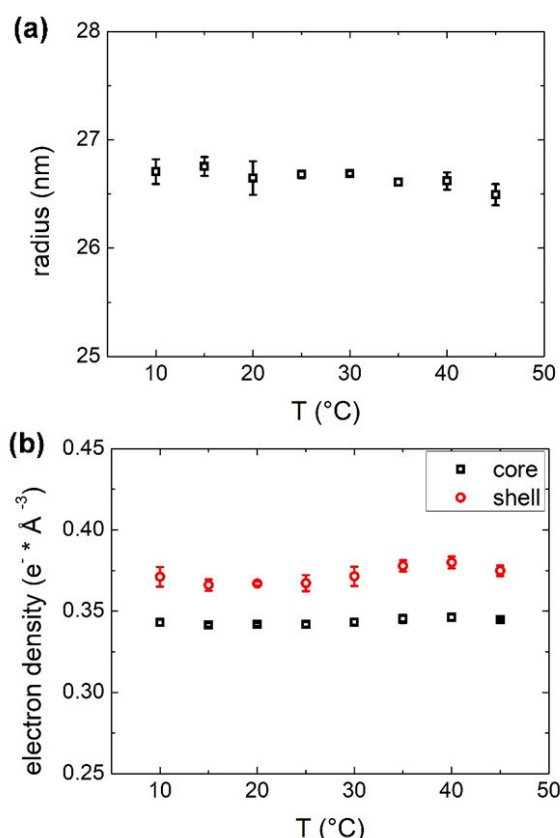 (a)
28
27
26
25
radius (nm)
10 20 30 40 50
T (°C)
(b)
0.45
0.40
0.35
0.30
0.25
electron density (e⁻ * Å⁻³)
core
shell
10 20 30 40 50
T (°C)